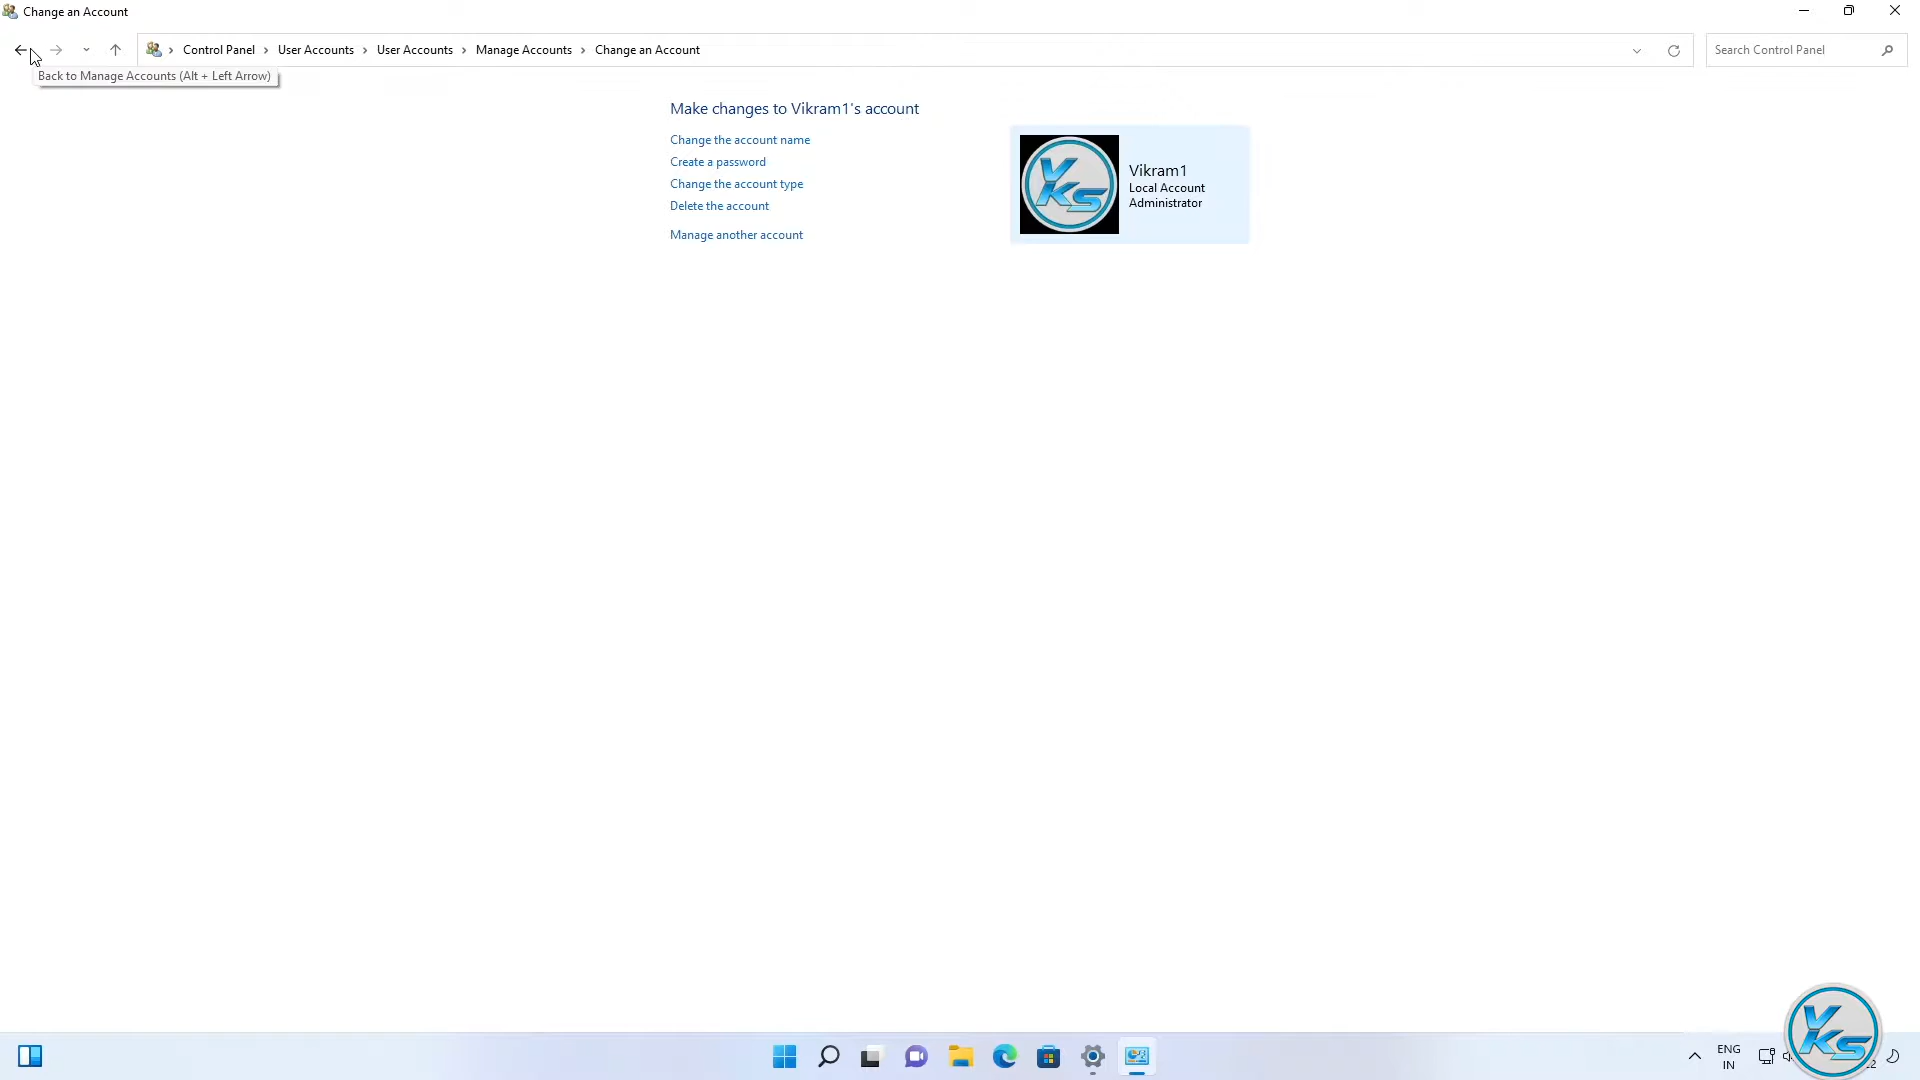 Change an Account
Control Panel > User Accounts > User Accounts > Manage Accounts > Change an Account
Search Control Panel
Back to Manage Accounts (Alt + Left Arrow)
Make changes to Vikram1's account
Change the account name
Create a password
Change the account type
Delete the account
Manage another account
VKS
Vikram1
Local Account
Administrator
ENG
IN
VKS